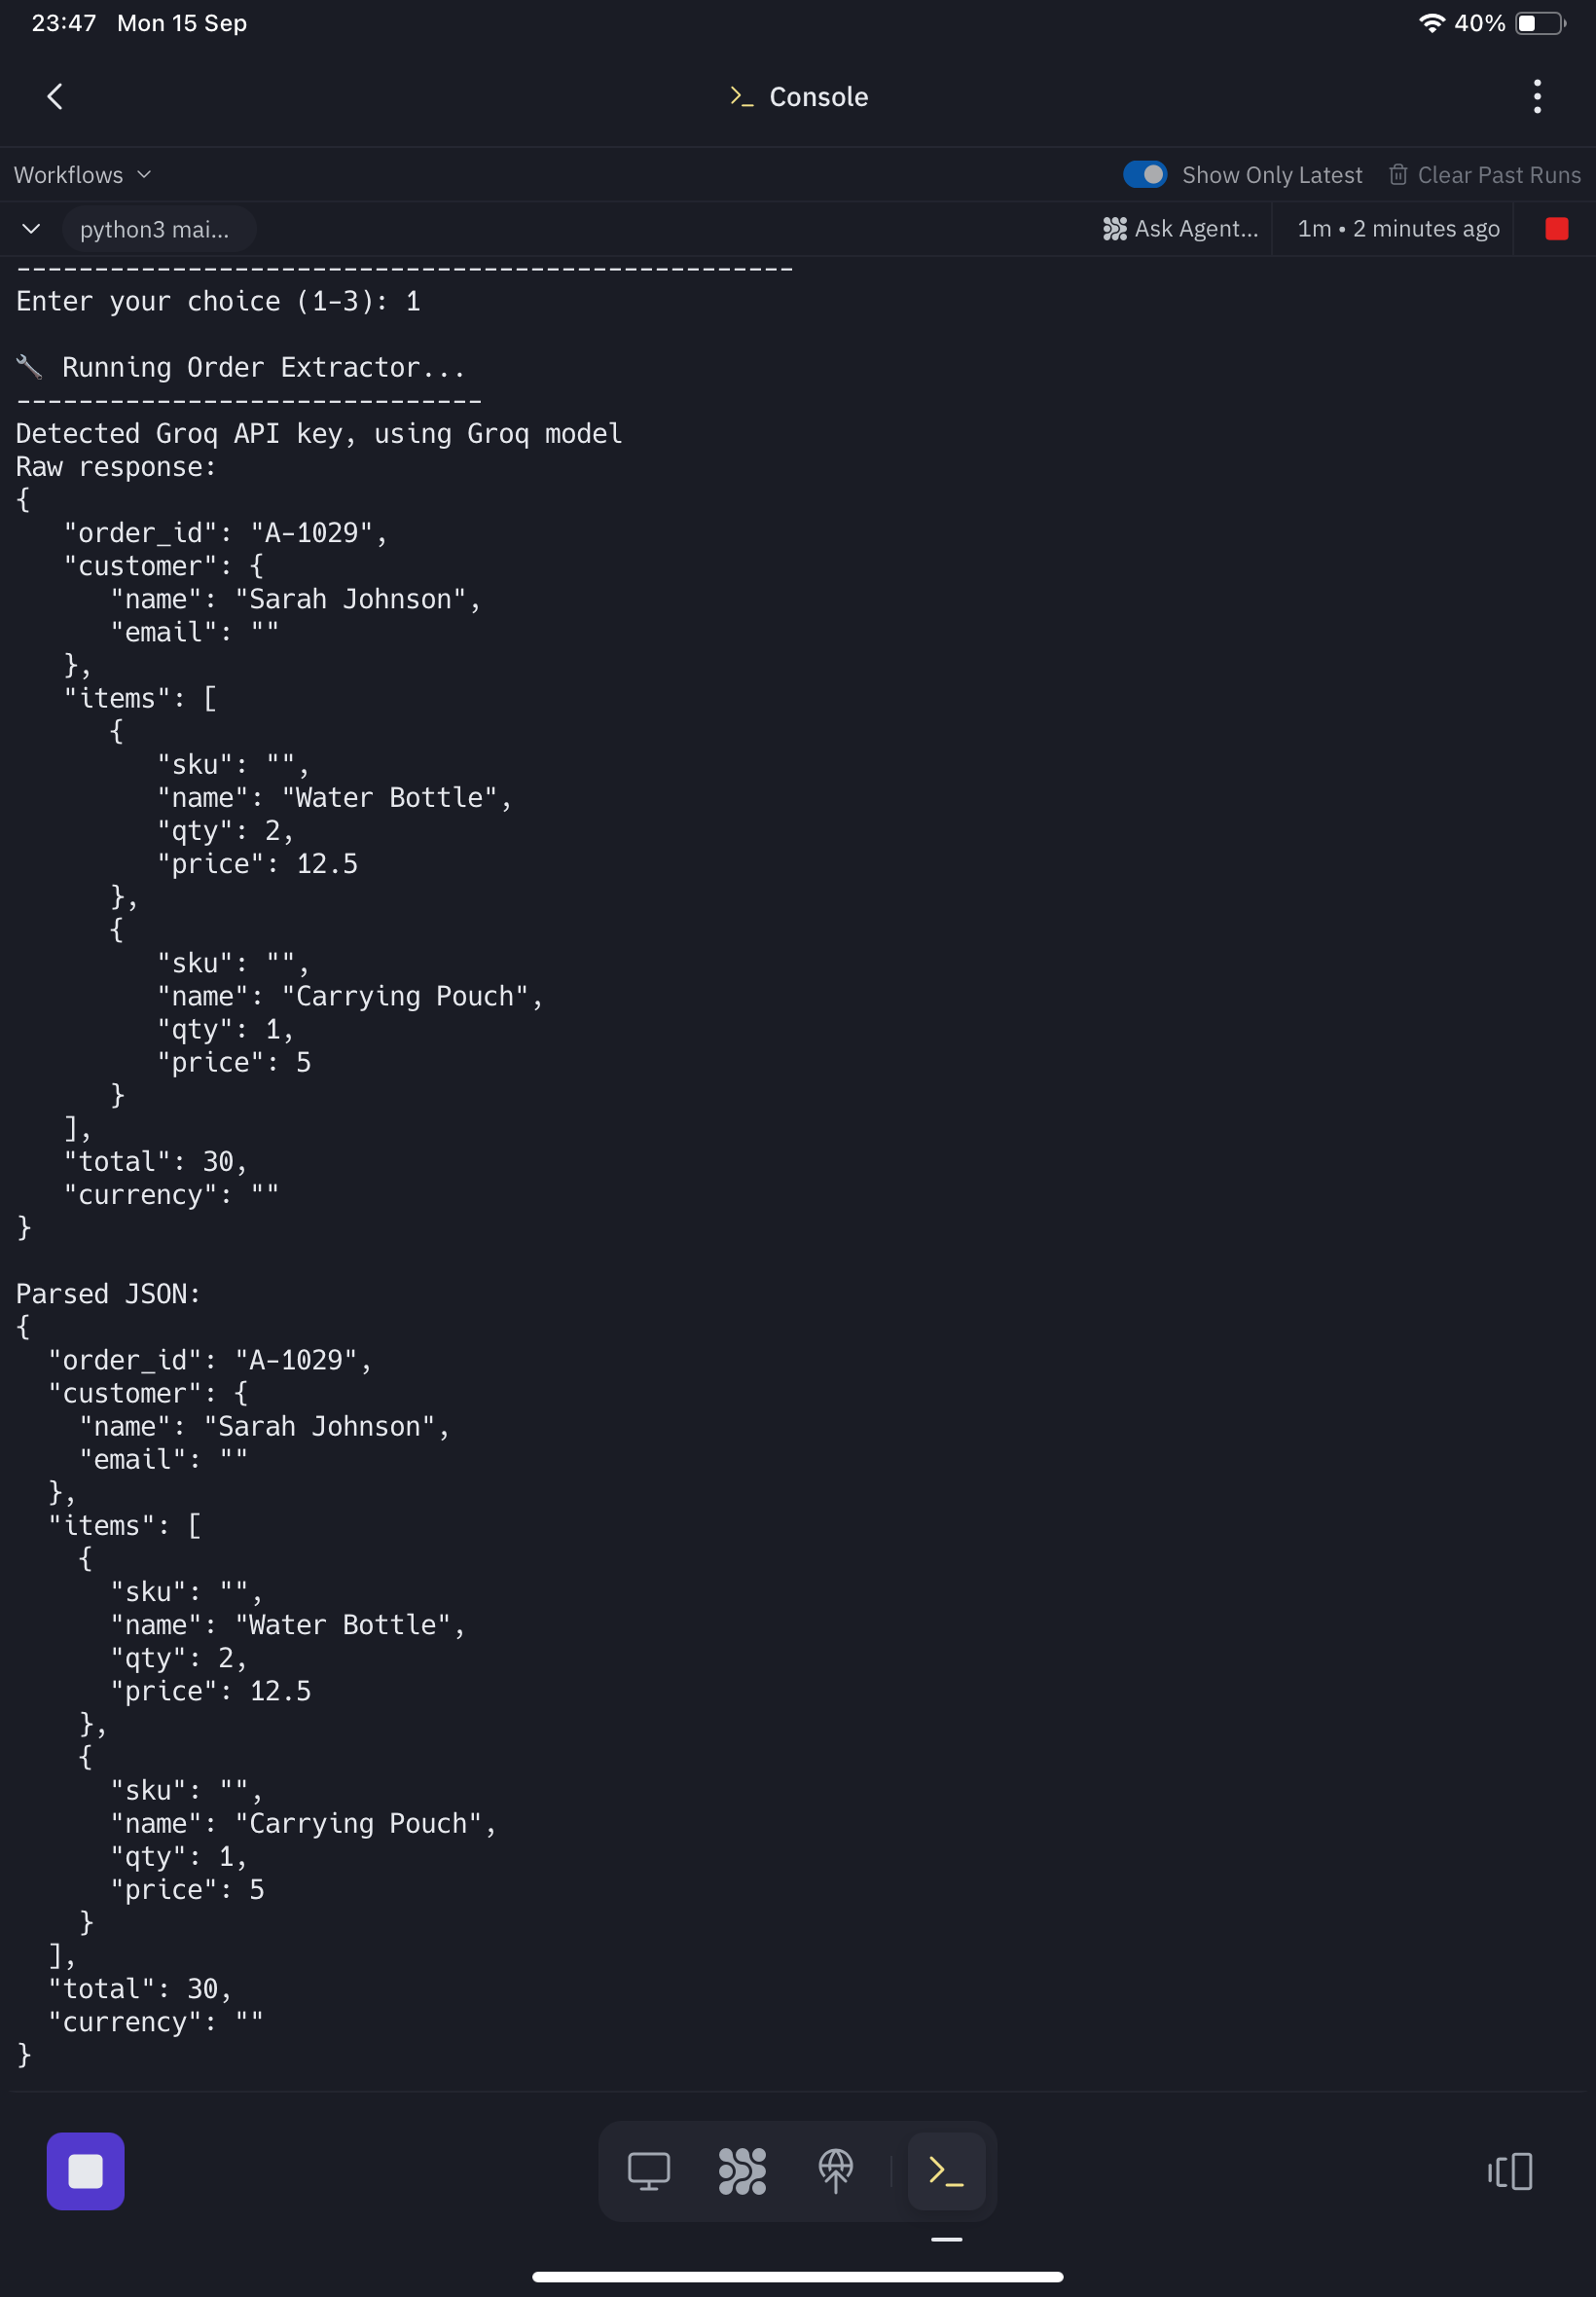 23:47 Mon 15 Sep 40%
>_ Console
Workflows Show Only Latest Clear Past Runs
python3 mai... Ask Agent... 1m • 2 minutes ago
--------------------------------------------------
Enter your choice (1-3): 1
🔧 Running Order Extractor...
------------------------------
Detected Groq API key, using Groq model
Raw response:
{
   "order_id": "A-1029",
   "customer": {
      "name": "Sarah Johnson",
      "email": ""
   },
   "items": [
      {
         "sku": "",
         "name": "Water Bottle",
         "qty": 2,
         "price": 12.5
      },
      {
         "sku": "",
         "name": "Carrying Pouch",
         "qty": 1,
         "price": 5
      }
   ],
   "total": 30,
   "currency": ""
}
Parsed JSON:
{
  "order_id": "A-1029",
  "customer": {
    "name": "Sarah Johnson",
    "email": ""
  },
  "items": [
    {
      "sku": "",
      "name": "Water Bottle",
      "qty": 2,
      "price": 12.5
    },
    {
      "sku": "",
      "name": "Carrying Pouch",
      "qty": 1,
      "price": 5
    }
  ],
  "total": 30,
  "currency": ""
}